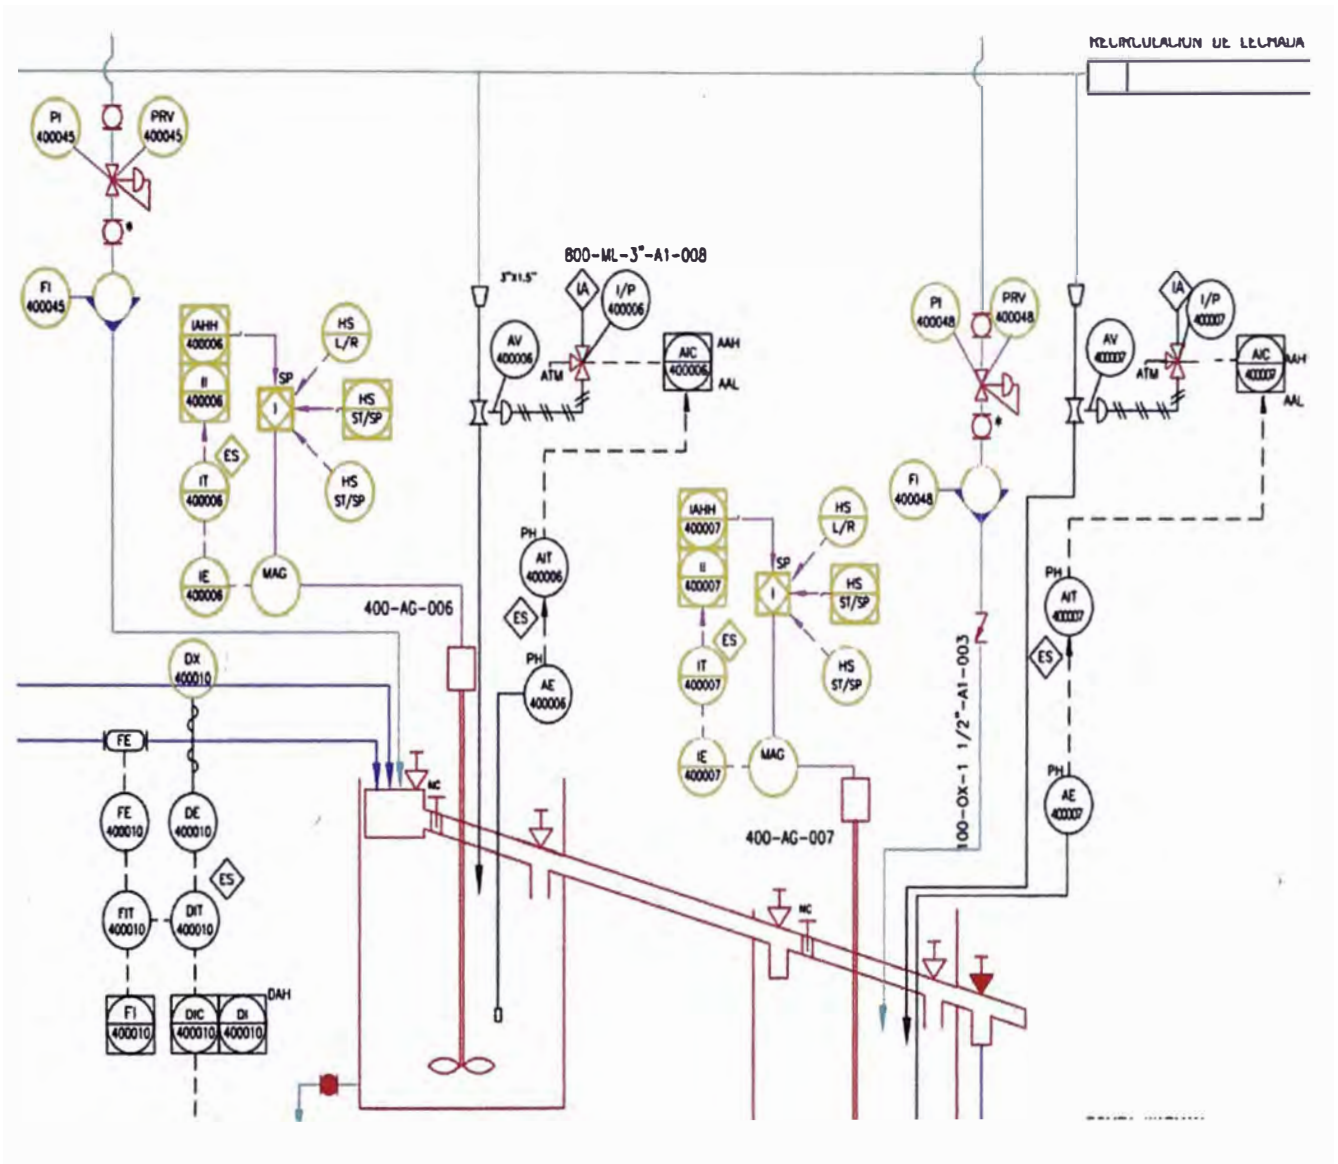 RECIRCULACION DE LECHADA
PI
400045
PRV
400045
*
FI
400045
800-ML-3"-A1-008
3"X1.5"
IA
I/P
400006
AV
400006
ATM
AIC
400006
AAH
AAL
IAHH
400006
II
400006
SP
I
HS
L/R
HS
ST/SP
HS
ST/SP
ES
IT
400006
IE
400006
MAG
400-AG-006
PH
AIT
400006
ES
PH
AE
400006
PI
400048
PRV
400048
*
FI
400048
IA
I/P
400007
AV
400007
ATM
AIC
400007
AAH
AAL
IAHH
400007
II
400007
SP
I
HS
L/R
HS
ST/SP
HS
ST/SP
ES
IT
400007
IE
400007
MAG
400-AG-007
100-OX-1 1/2"-A1-003
PH
AIT
400007
ES
PH
AE
400007
DX
400010
FE
FE
400010
DE
400010
ES
FIT
400010
DIT
400010
FI
400010
DIC
400010
DI
400010
DAH
NC
NC